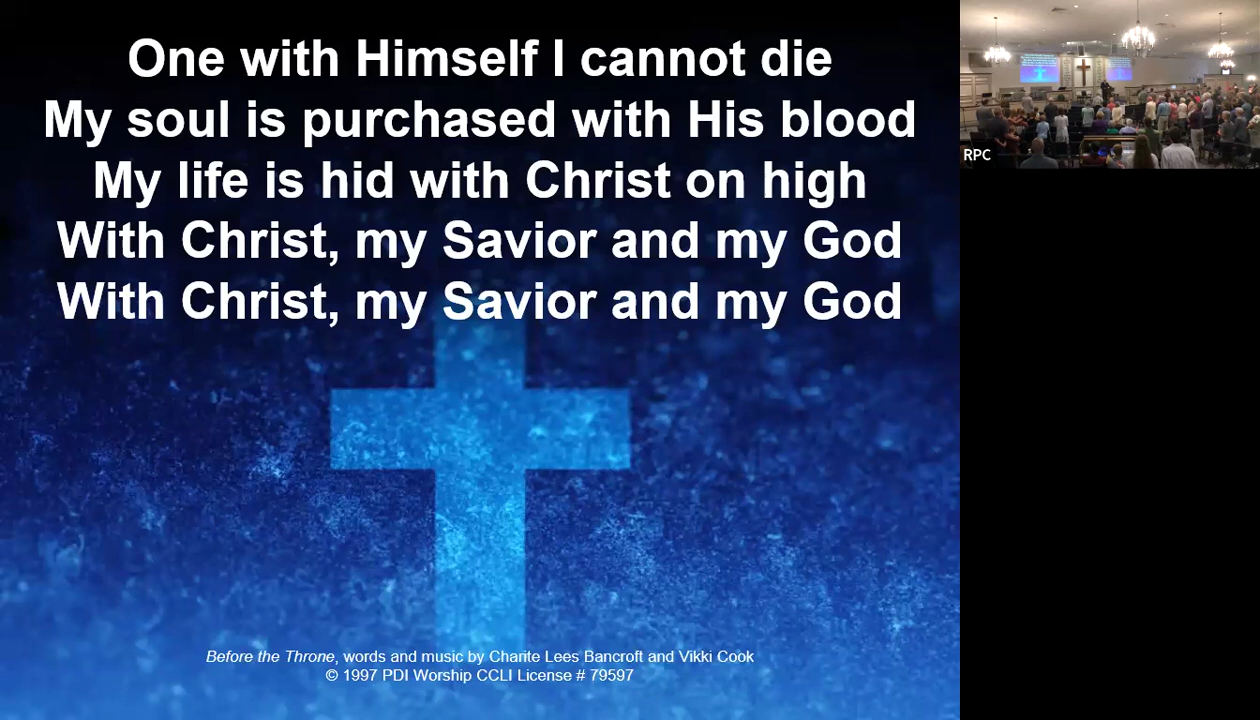 One with Himself I cannot die
My soul is purchased with His blood
My life is hid with Christ on high
With Christ, my Savior and my God
With Christ, my Savior and my God
Before the Throne, words and music by Charite Lees Bancroft and Vikki Cook
© 1997 PDI Worship CCLI License # 79597
RPC